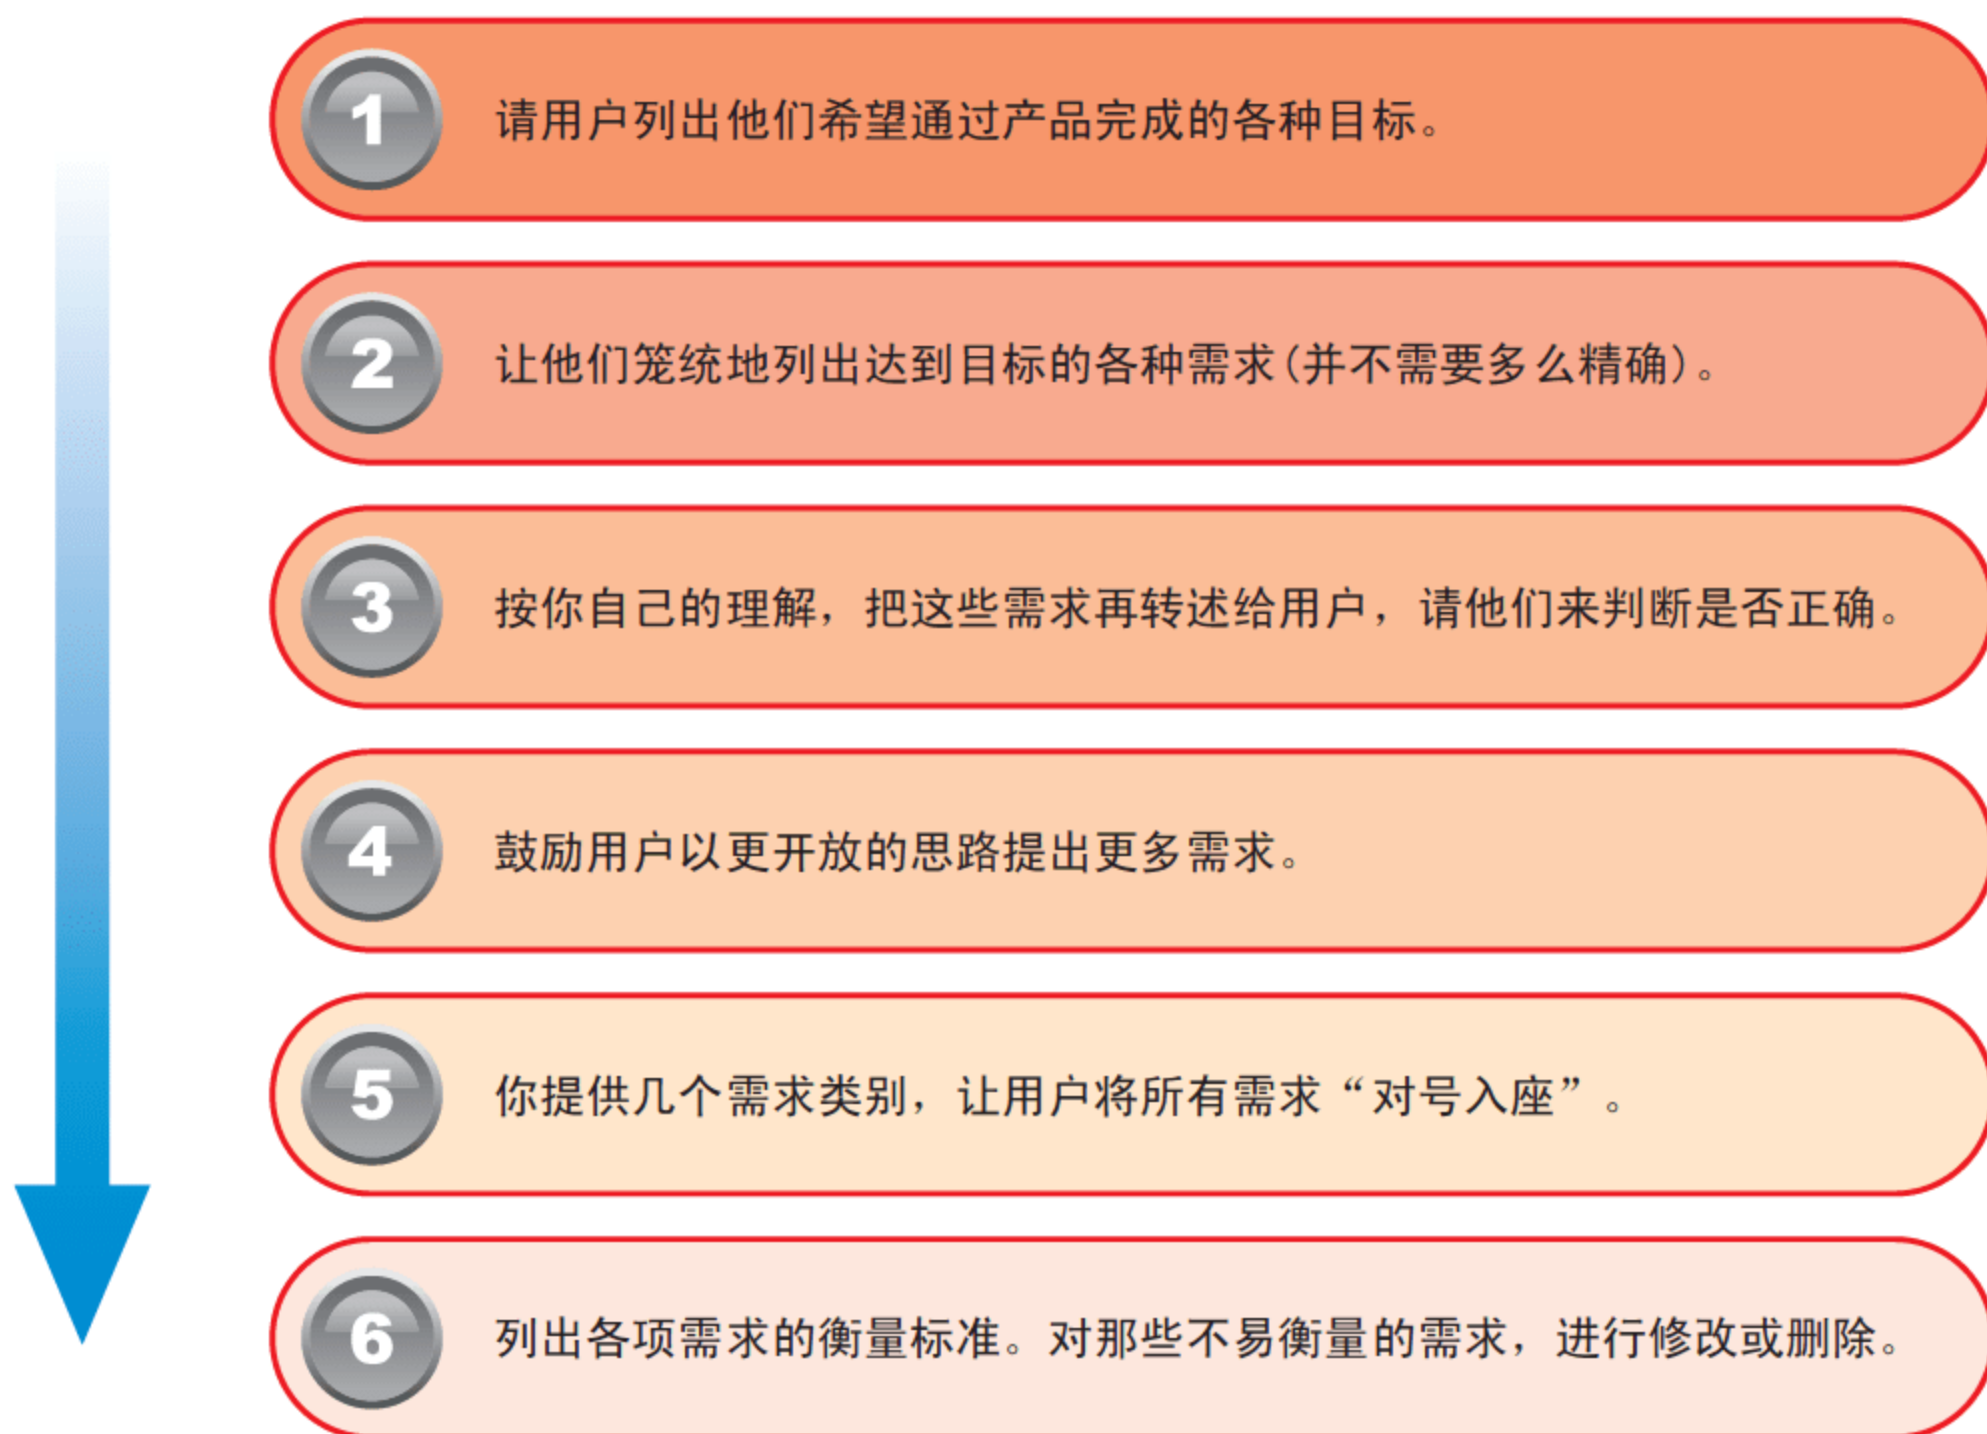 1 请用户列出他们希望通过产品完成的各种目标。
2 让他们笼统地列出达到目标的各种需求(并不需要多么精确)。
3 按你自己的理解，把这些需求再转述给用户，请他们来判断是否正确。
4 鼓励用户以更开放的思路提出更多需求。
5 你提供几个需求类别，让用户将所有需求“对号入座”。
6 列出各项需求的衡量标准。对那些不易衡量的需求，进行修改或删除。